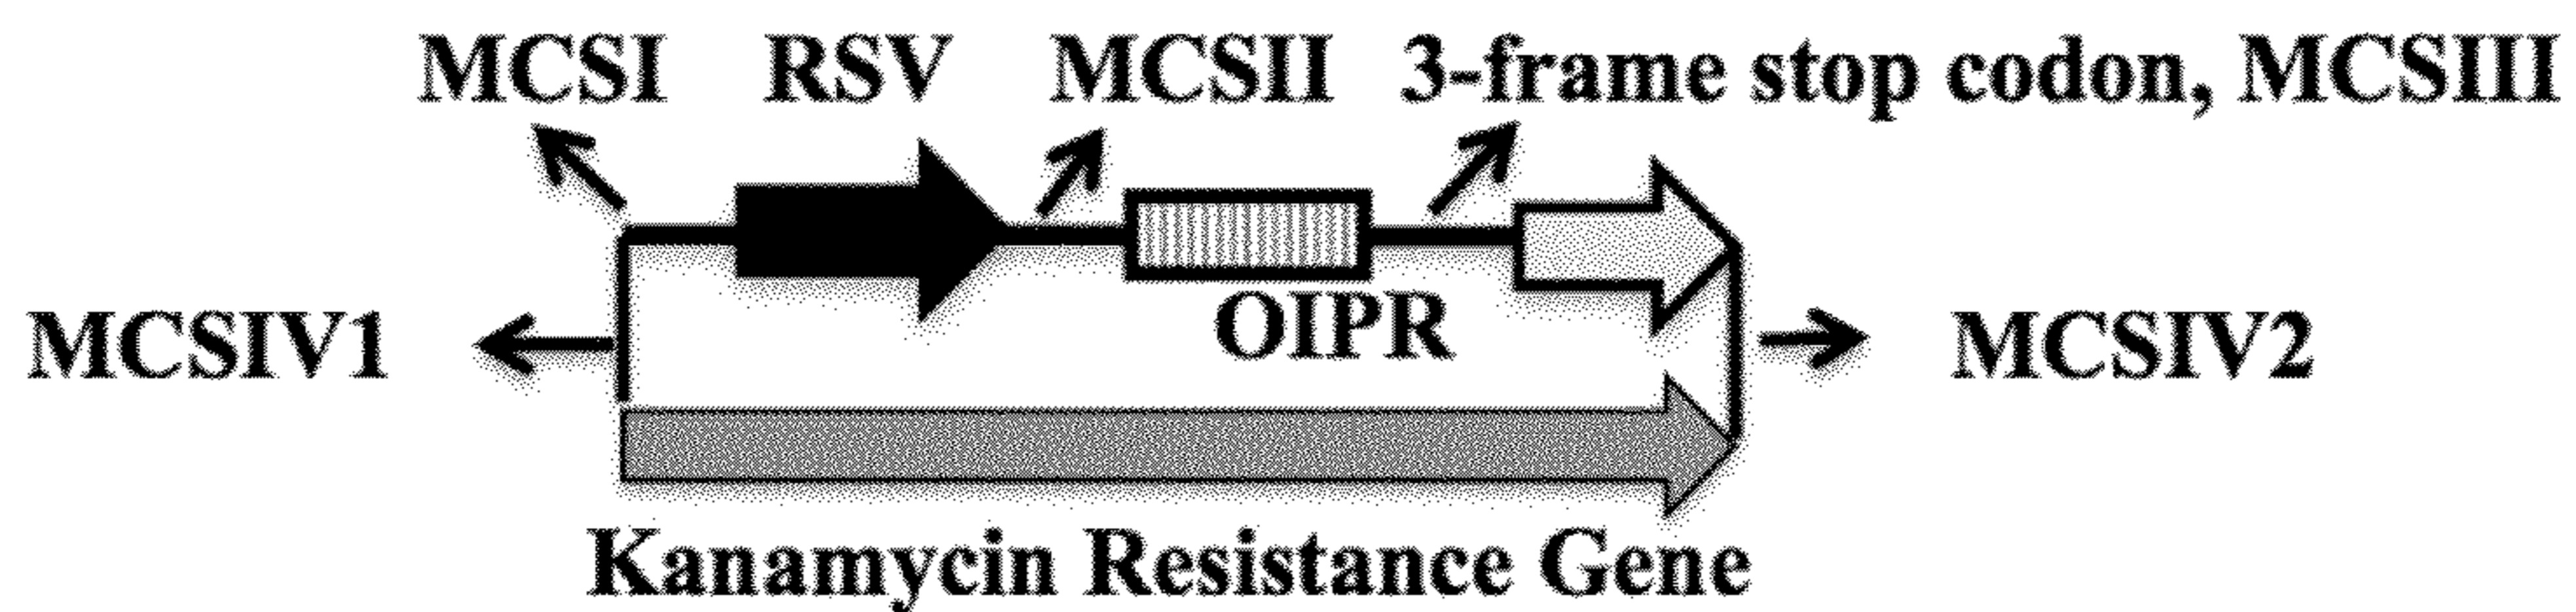 MCSI RSV MCSII 3-frame stop codon, MCSIII
OIPR
MCSIV1 MCSIV2
Kanamycin Resistance Gene